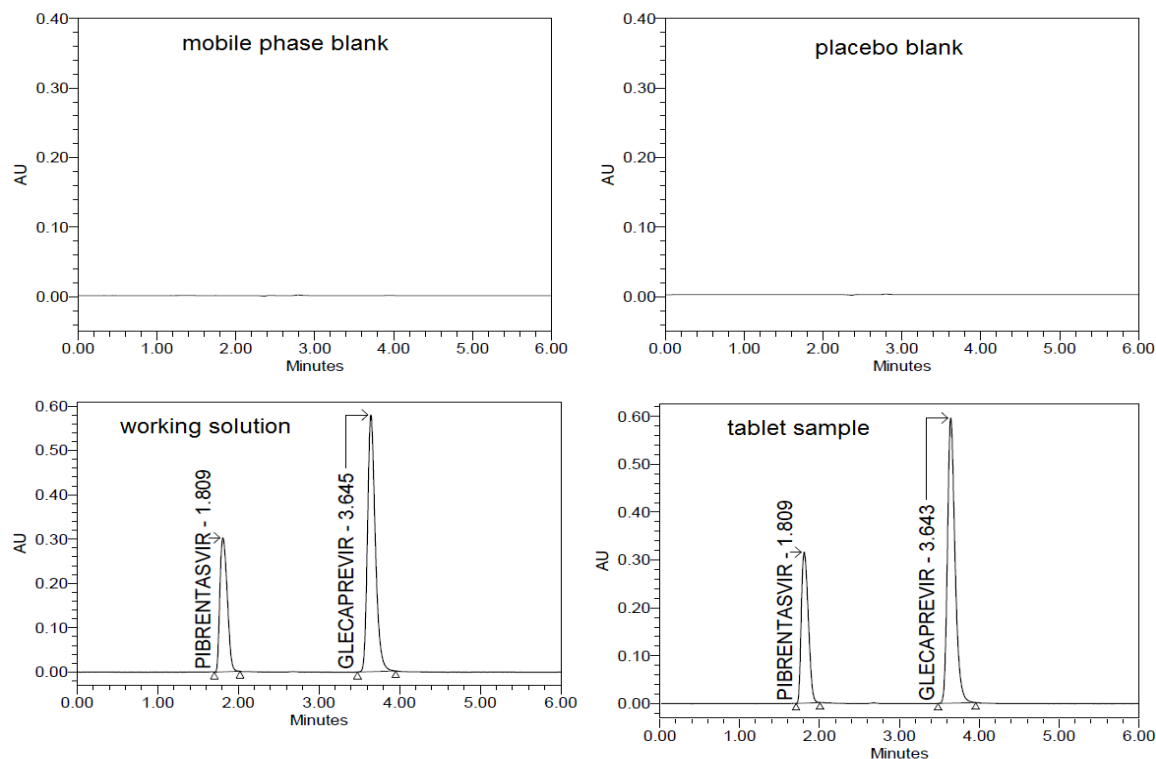 mobile phase blank
0.40
0.30
0.20
0.10
0.00
AU
0.00 1.00 2.00 3.00 4.00 5.00 6.00
Minutes
placebo blank
0.40
0.30
0.20
0.10
0.00
AU
0.00 1.00 2.00 3.00 4.00 5.00 6.00
Minutes
working solution
0.60
0.50
0.40
0.30
0.20
0.10
0.00
AU
PIBRENTASVIR - 1.809
GLECAPREVIR - 3.645
0.00 1.00 2.00 3.00 4.00 5.00 6.00
Minutes
tablet sample
0.60
0.50
0.40
0.30
0.20
0.10
0.00
AU
PIBRENTASVIR - 1.809
GLECAPREVIR - 3.643
0.00 1.00 2.00 3.00 4.00 5.00 6.00
Minutes